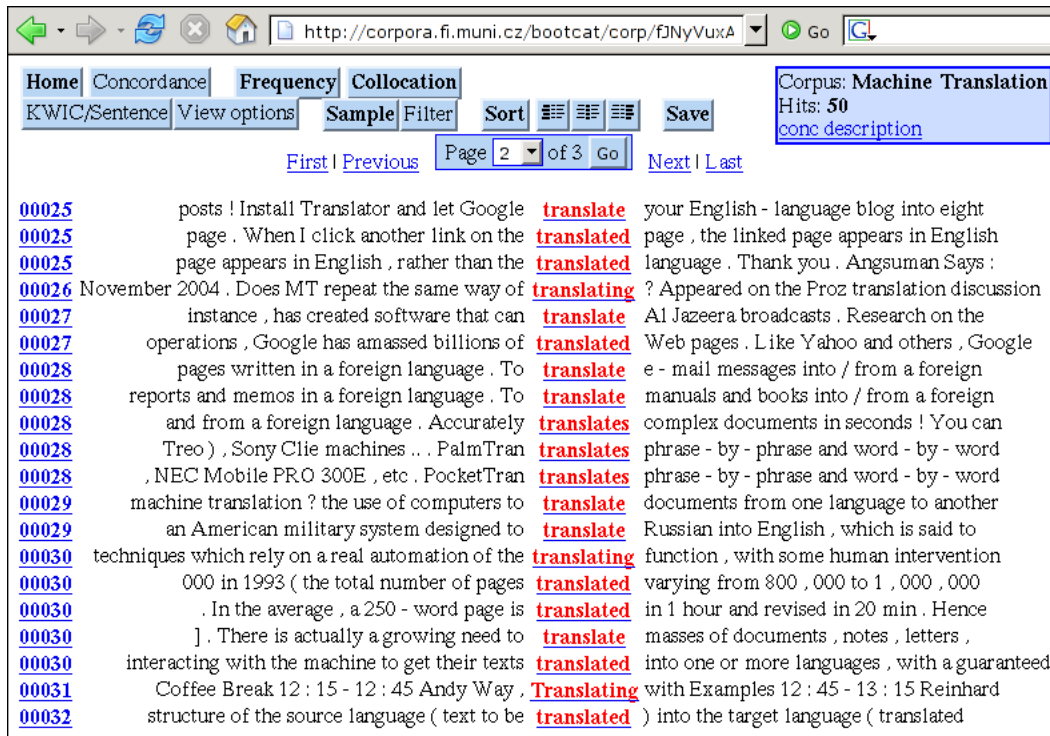 http://corpora.fi.muni.cz/bootcat/corp/fJNyVuxA Go G
Home Concordance Frequency Collocation
KWIC/Sentence View options Sample Filter Sort Save
Corpus: Machine Translation
Hits: 50
conc description
First | Previous Page 2 of 3 Go Next | Last
00025 posts ! Install Translator and let Google translate your English - language blog into eight
00025 page . When I click another link on the translated page , the linked page appears in English
00025 page appears in English , rather than the translated language . Thank you . Angsuman Says :
00026 November 2004 . Does MT repeat the same way of translating ? Appeared on the Proz translation discussion
00027 instance , has created software that can translate Al Jazeera broadcasts . Research on the
00027 operations , Google has amassed billions of translated Web pages . Like Yahoo and others , Google
00028 pages written in a foreign language . To translate e - mail messages into / from a foreign
00028 reports and memos in a foreign language . To translate manuals and books into / from a foreign
00028 and from a foreign language . Accurately translates complex documents in seconds ! You can
00028 Treo ) , Sony Clie machines ... PalmTran translates phrase - by - phrase and word - by - word
00028 , NEC Mobile PRO 300E , etc . PocketTran translates phrase - by - phrase and word - by - word
00029 machine translation ? the use of computers to translate documents from one language to another
00029 an American military system designed to translate Russian into English , which is said to
00030 techniques which rely on a real automation of the translating function , with some human intervention
00030 000 in 1993 ( the total number of pages translated varying from 800 , 000 to 1 , 000 , 000
00030 . In the average , a 250 - word page is translated in 1 hour and revised in 20 min . Hence
00030 ] . There is actually a growing need to translate masses of documents , notes , letters ,
00030 interacting with the machine to get their texts translated into one or more languages , with a guaranteed
00031 Coffee Break 12 : 15 - 12 : 45 Andy Way , Translating with Examples 12 : 45 - 13 : 15 Reinhard
00032 structure of the source language ( text to be translated ) into the target language ( translated